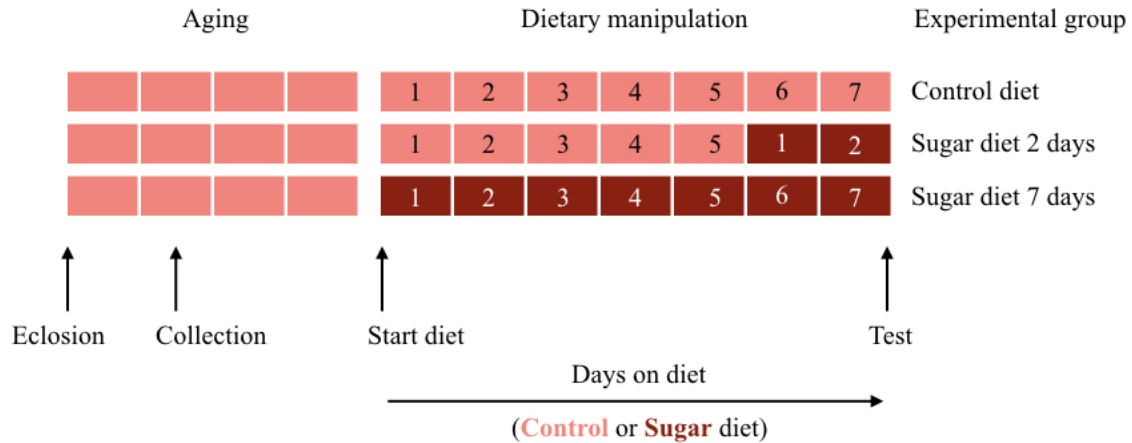 Aging Dietary manipulation Experimental group
1 2 3 4 5 6 7 Control diet
1 2 3 4 5 1 2 Sugar diet 2 days
1 2 3 4 5 6 7 Sugar diet 7 days
Eclosion Collection Start diet Test
Days on diet
(Control or Sugar diet)